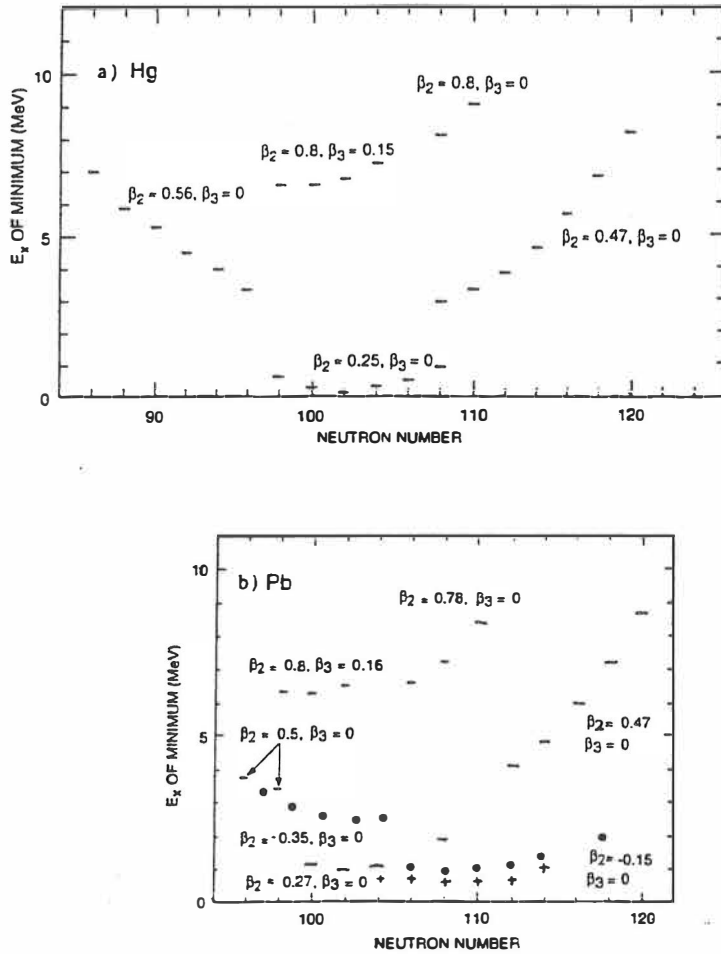 a) Hg
β₂ = 0.8, β₃ = 0
β₂ = 0.8, β₃ = 0.15
β₂ = 0.56, β₃ = 0
β₂ = 0.47, β₃ = 0
β₂ = 0.25, β₃ = 0
Eₓ OF MINIMUM (MeV)
10
5
0
90
100
110
120
NEUTRON NUMBER
b) Pb
β₂ = 0.78, β₃ = 0
β₂ = 0.8, β₃ = 0.16
β₂ = 0.5, β₃ = 0
β₂ = 0.47
β₃ = 0
β₂ = -0.35, β₃ = 0
β₂ = -0.15
β₃ = 0
β₂ = 0.27, β₃ = 0
Eₓ OF MINIMUM (MeV)
10
5
0
100
110
120
NEUTRON NUMBER